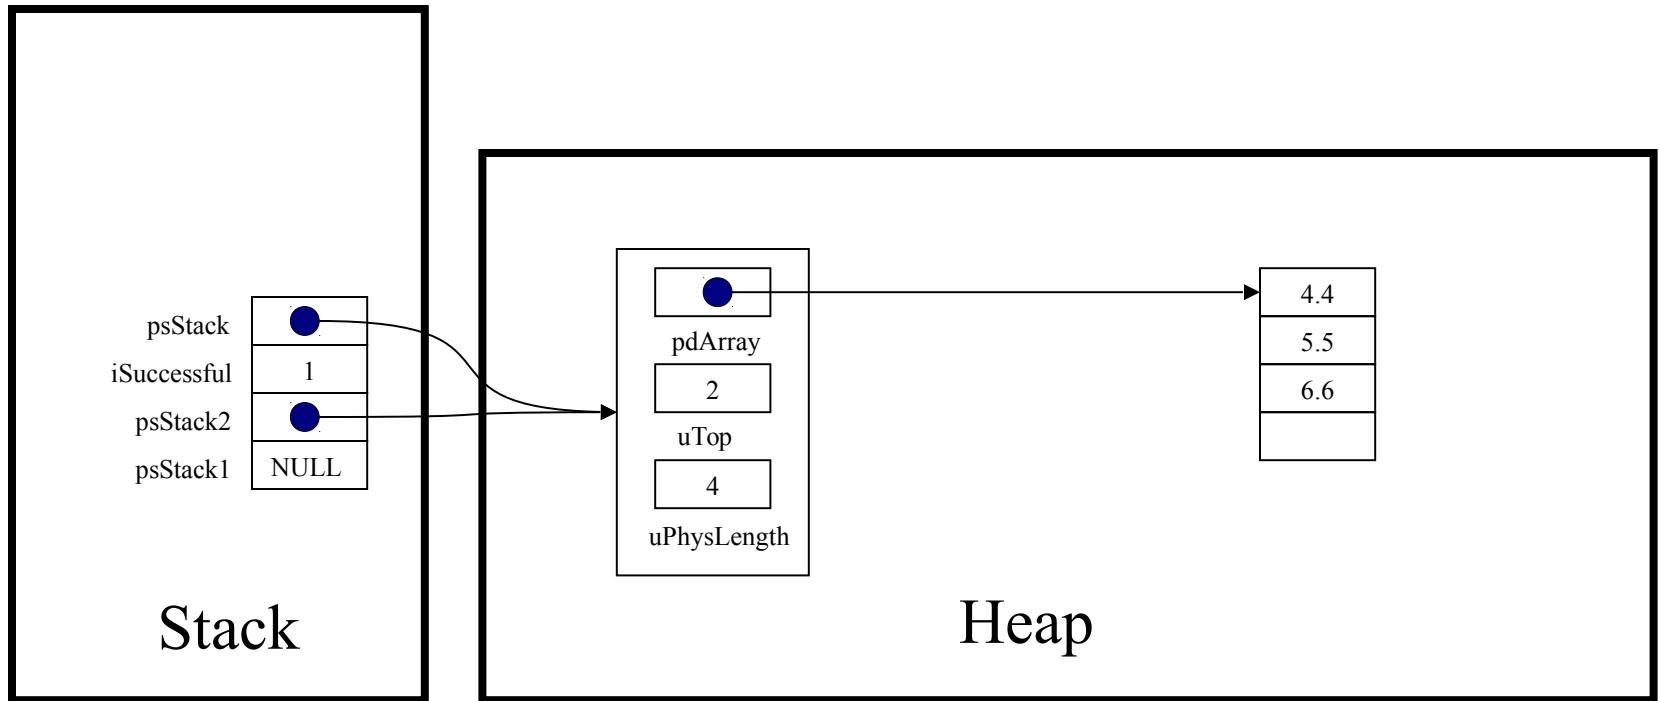 psStack
iSuccessful 1
psStack2
psStack1 NULL
Stack
pdArray
2
uTop
4
uPhysLength
4.4
5.5
6.6
Heap